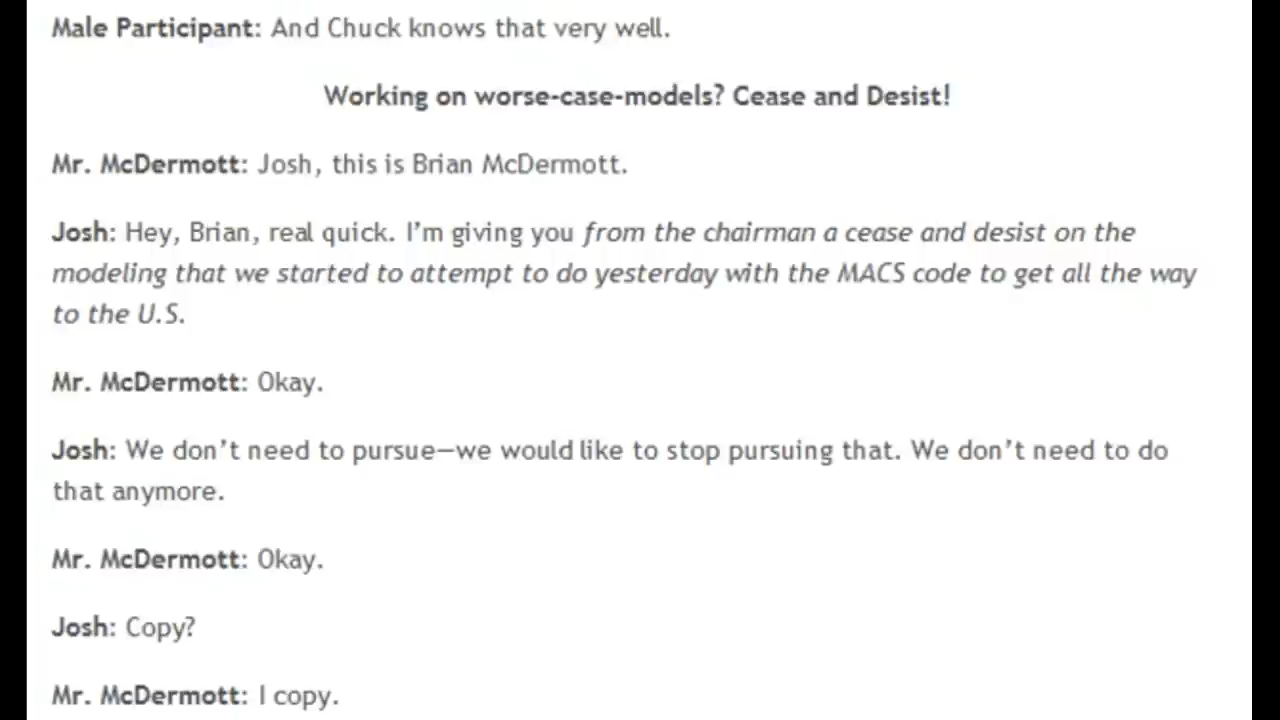 Male Participant: And Chuck knows that very well.
Working on worse-case-models? Cease and Desist!
Mr. McDermott: Josh, this is Brian McDermott.
Josh: Hey, Brian, real quick. I'm giving you from the chairman a cease and desist on the
modeling that we started to attempt to do yesterday with the MACS code to get all the way
to the U.S.
Mr. McDermott: Okay.
Josh: We don't need to pursue—we would like to stop pursuing that. We don't need to do
that anymore.
Mr. McDermott: Okay.
Josh: Copy?
Mr. McDermott: I copy.